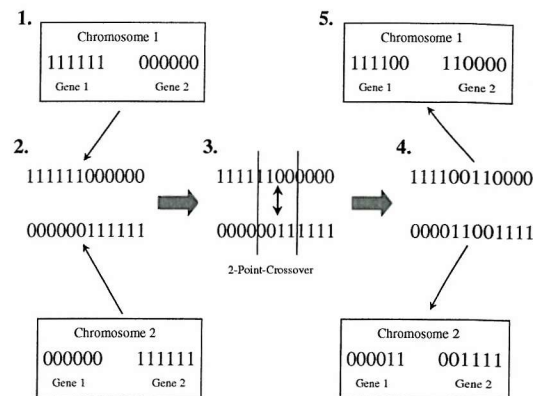 1.
Chromosome 1
111111 000000
Gene 1 Gene 2
5.
Chromosome 1
111100 110000
Gene 1 Gene 2
2.
111111000000
000000111111
3.
111111000000
000000111111
2-Point-Crossover
4.
111100110000
000011001111
Chromosome 2
000000 111111
Gene 1 Gene 2
Chromosome 2
000011 001111
Gene 1 Gene 2